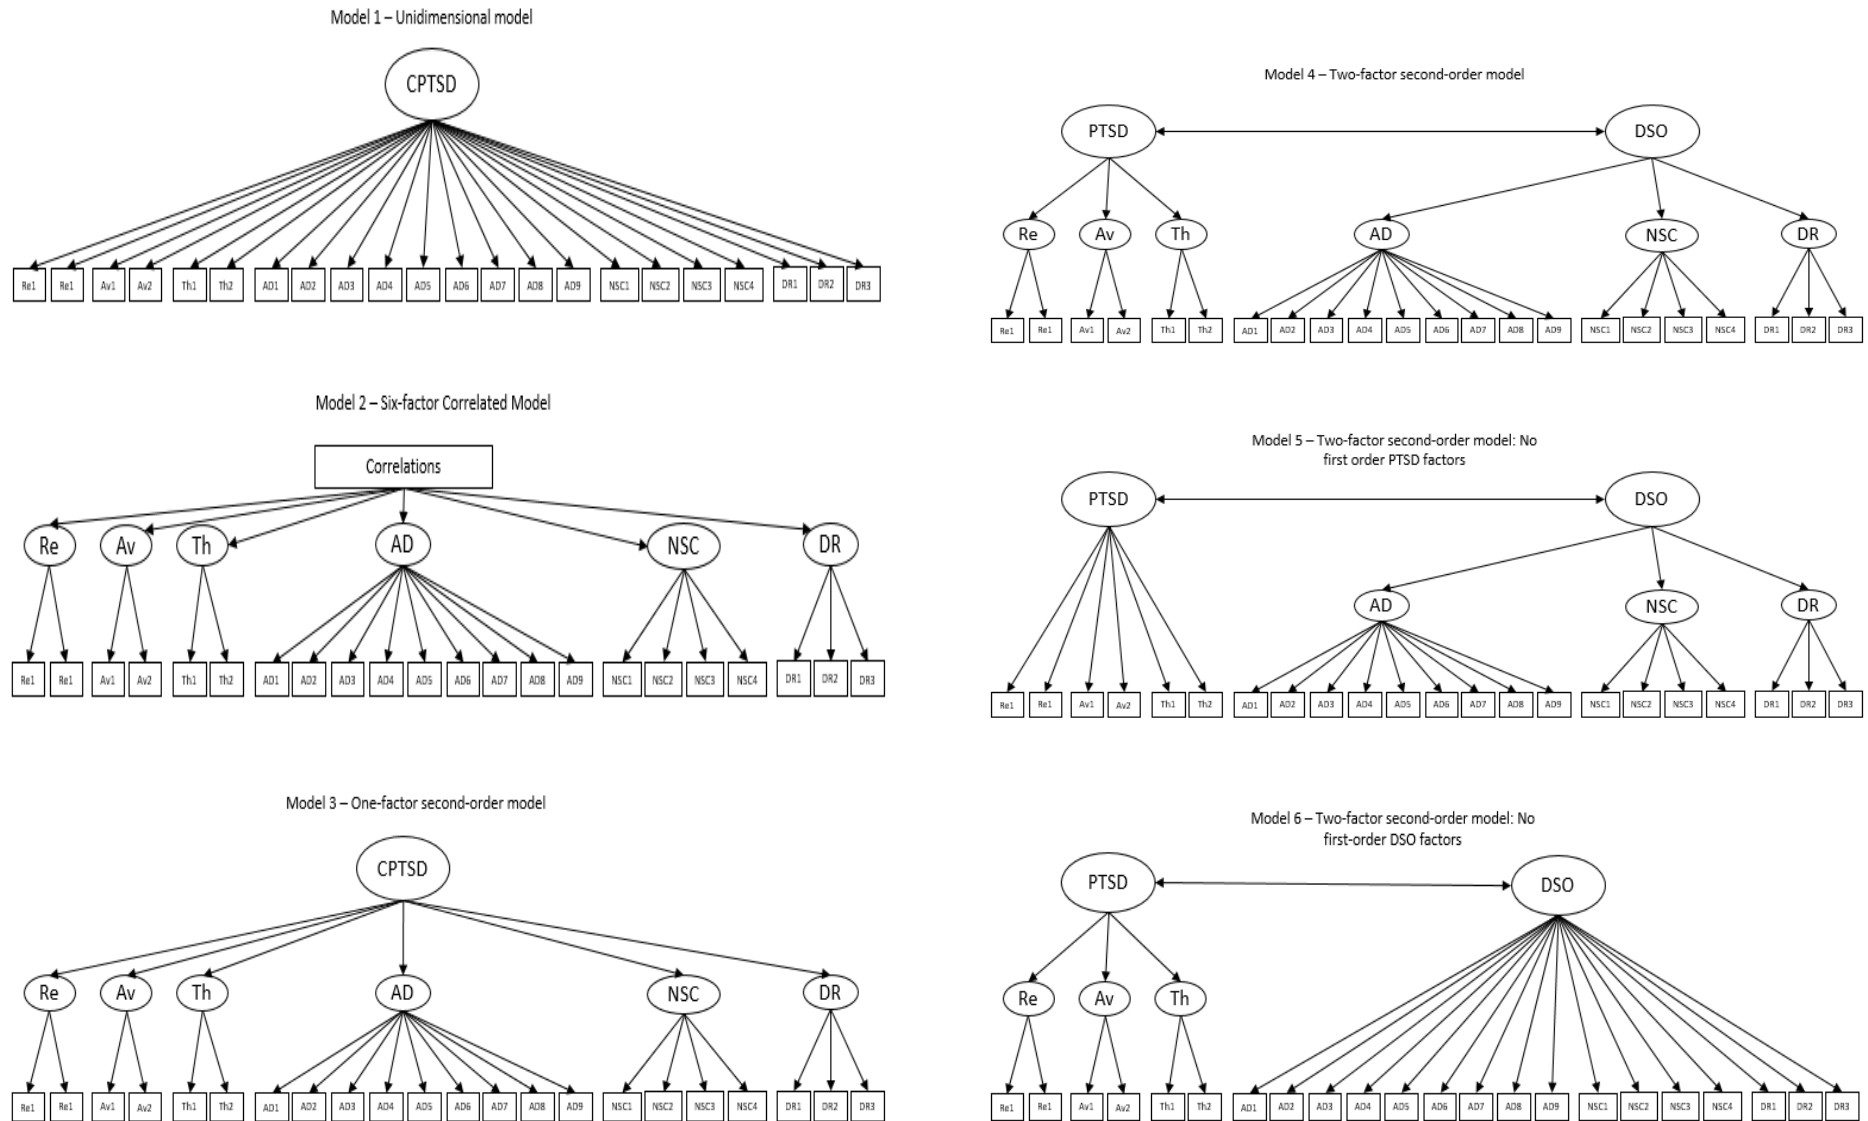 Model 1 – Unidimensional model
CPTSD
Re1 Re1 Av1 Av2 Th1 Th2 AD1 AD2 AD3 AD4 AD5 AD6 AD7 AD8 AD9 NSC1 NSC2 NSC3 NSC4 DR1 DR2 DR3
Model 2 – Six-factor Correlated Model
Correlations
Re Av Th AD NSC DR
Re1 Re1 Av1 Av2 Th1 Th2 AD1 AD2 AD3 AD4 AD5 AD6 AD7 AD8 AD9 NSC1 NSC2 NSC3 NSC4 DR1 DR2 DR3
Model 3 – One-factor second-order model
CPTSD
Re Av Th AD NSC DR
Re1 Re1 Av1 Av2 Th1 Th2 AD1 AD2 AD3 AD4 AD5 AD6 AD7 AD8 AD9 NSC1 NSC2 NSC3 NSC4 DR1 DR2 DR3
Model 4 – Two-factor second-order model
PTSD DSO
Re Av Th AD NSC DR
Re1 Re1 Av1 Av2 Th1 Th2 AD1 AD2 AD3 AD4 AD5 AD6 AD7 AD8 AD9 NSC1 NSC2 NSC3 NSC4 DR1 DR2 DR3
Model 5 – Two-factor second-order model: No
first order PTSD factors
PTSD DSO
AD NSC DR
Re1 Re1 Av1 Av2 Th1 Th2 AD1 AD2 AD3 AD4 AD5 AD6 AD7 AD8 AD9 NSC1 NSC2 NSC3 NSC4 DR1 DR2 DR3
Model 6 – Two-factor second-order model: No
first-order DSO factors
PTSD DSO
Re Av Th
Re1 Re1 Av1 Av2 Th1 Th2 AD1 AD2 AD3 AD4 AD5 AD6 AD7 AD8 AD9 NSC1 NSC2 NSC3 NSC4 DR1 DR2 DR3